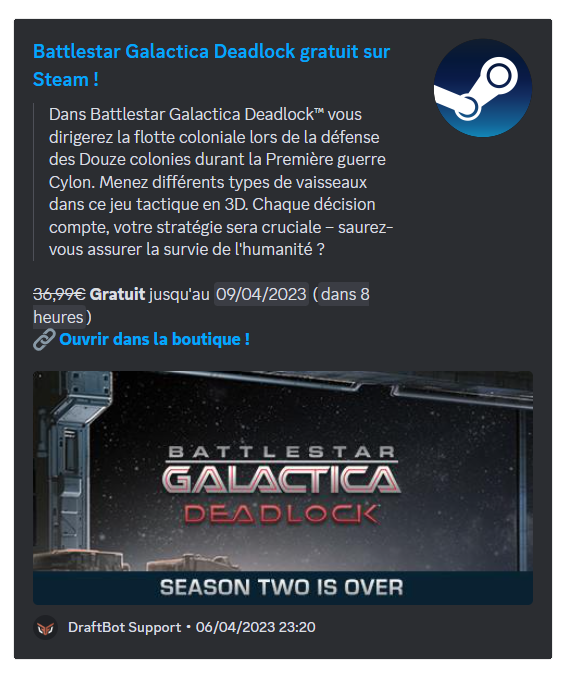 Battlestar Galactica Deadlock gratuit sur
Steam !
Dans Battlestar Galactica Deadlock™ vous
dirigerez la flotte coloniale lors de la défense
des Douze colonies durant la Première guerre
Cylon. Menez différents types de vaisseaux
dans ce jeu tactique en 3D. Chaque décision
compte, votre stratégie sera cruciale – saurez-
vous assurer la survie de l'humanité ?
36,99€ Gratuit jusqu'au 09/04/2023 (dans 8
heures)
Ouvrir dans la boutique !
BATTLESTAR
GALACTICA
DEADLOCK
SEASON TWO IS OVER
DraftBot Support • 06/04/2023 23:20